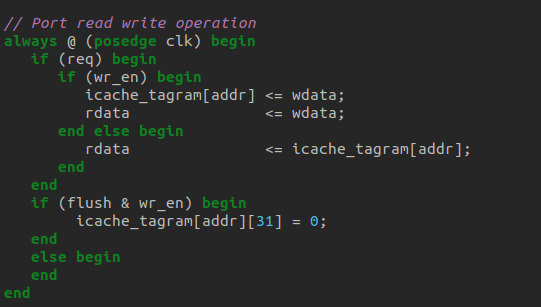 // Port read write operation
always @ (posedge clk) begin
   if (req) begin
      if (wr_en) begin
         icache_tagram[addr] <= wdata;
         rdata               <= wdata;
      end else begin
         rdata               <= icache_tagram[addr];
      end
   end
   if (flush & wr_en) begin
        icache_tagram[addr][31] = 0;
   end
   else begin
   end
end